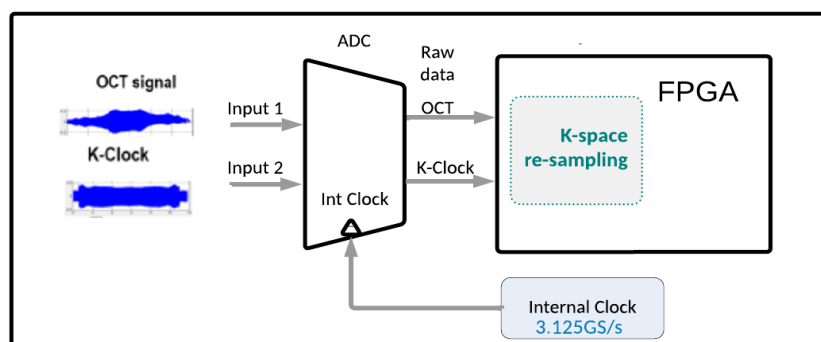 ADC
Raw
data
OCT signal
FPGA
Input 1
OCT
K-space
re-sampling
K-Clock
Input 2
K-Clock
Int Clock
Internal Clock
3.125GS/s